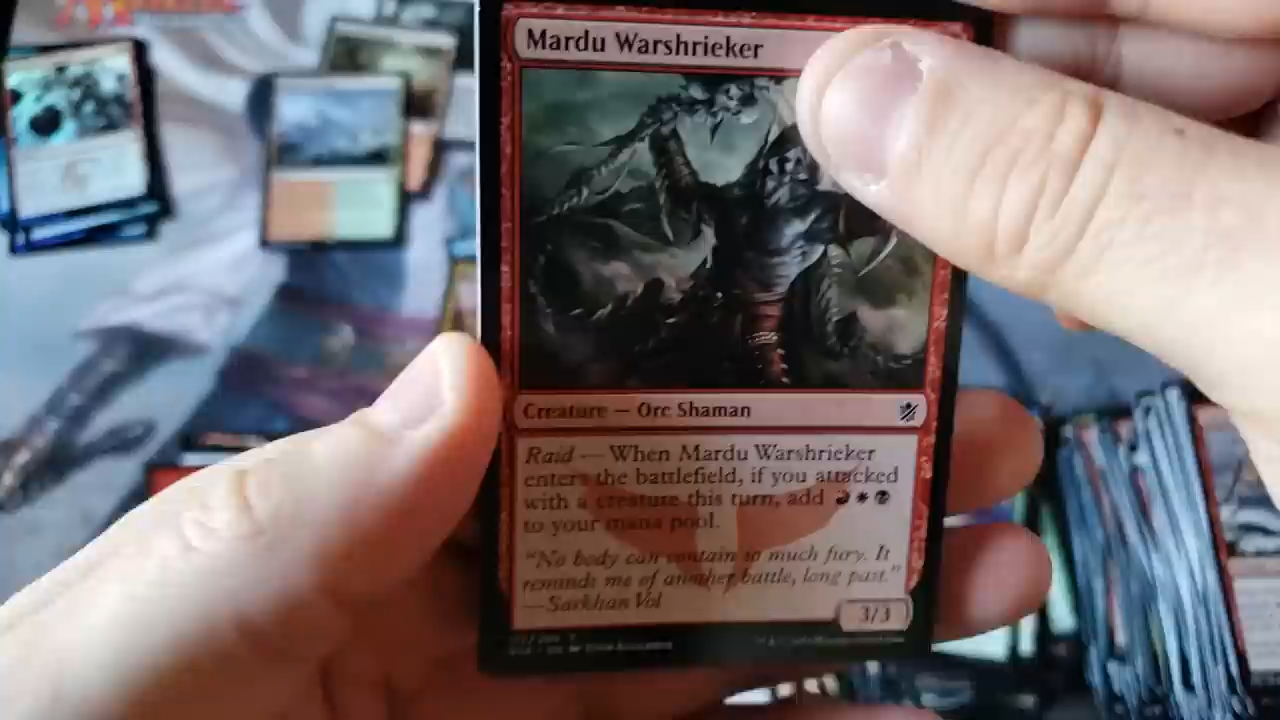 Mardu Warshrieker
Creature — Orc Shaman
Raid — When Mardu Warshrieker
enters the battlefield, if you attacked
with a creature this turn, add
to your mana pool.
"No body can contain so much fury. It
reminds me of another battle, long past."
—Sarkhan Vol
3/3